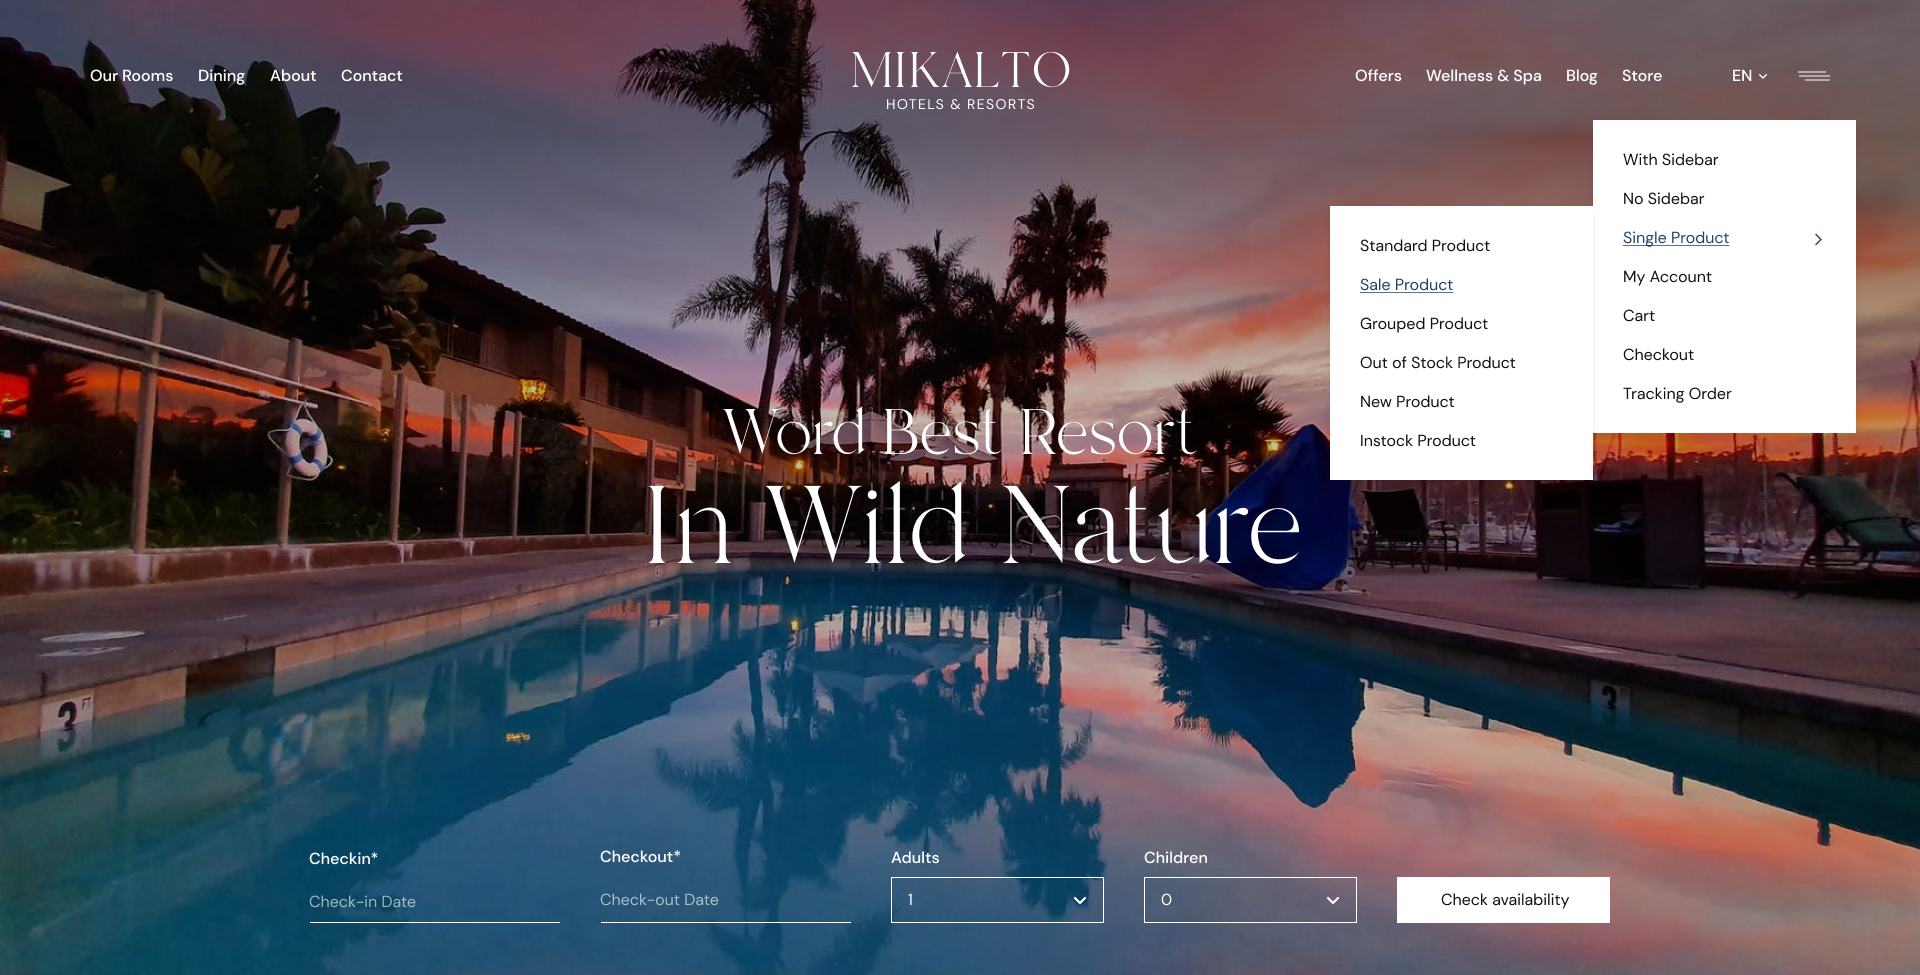 Our Rooms
Dining
About
Contact
MIKALTO
HOTELS & RESORTS
Offers
Wellness & Spa
Blog
Store
EN
With Sidebar
No Sidebar
Single Product
My Account
Cart
Checkout
Tracking Order
Standard Product
Sale Product
Grouped Product
Out of Stock Product
New Product
Instock Product
Word Best Resort
In Wild Nature
3 FT
3
Checkin*
Check-in Date
Checkout*
Check-out Date
Adults
1
Children
0
Check availability